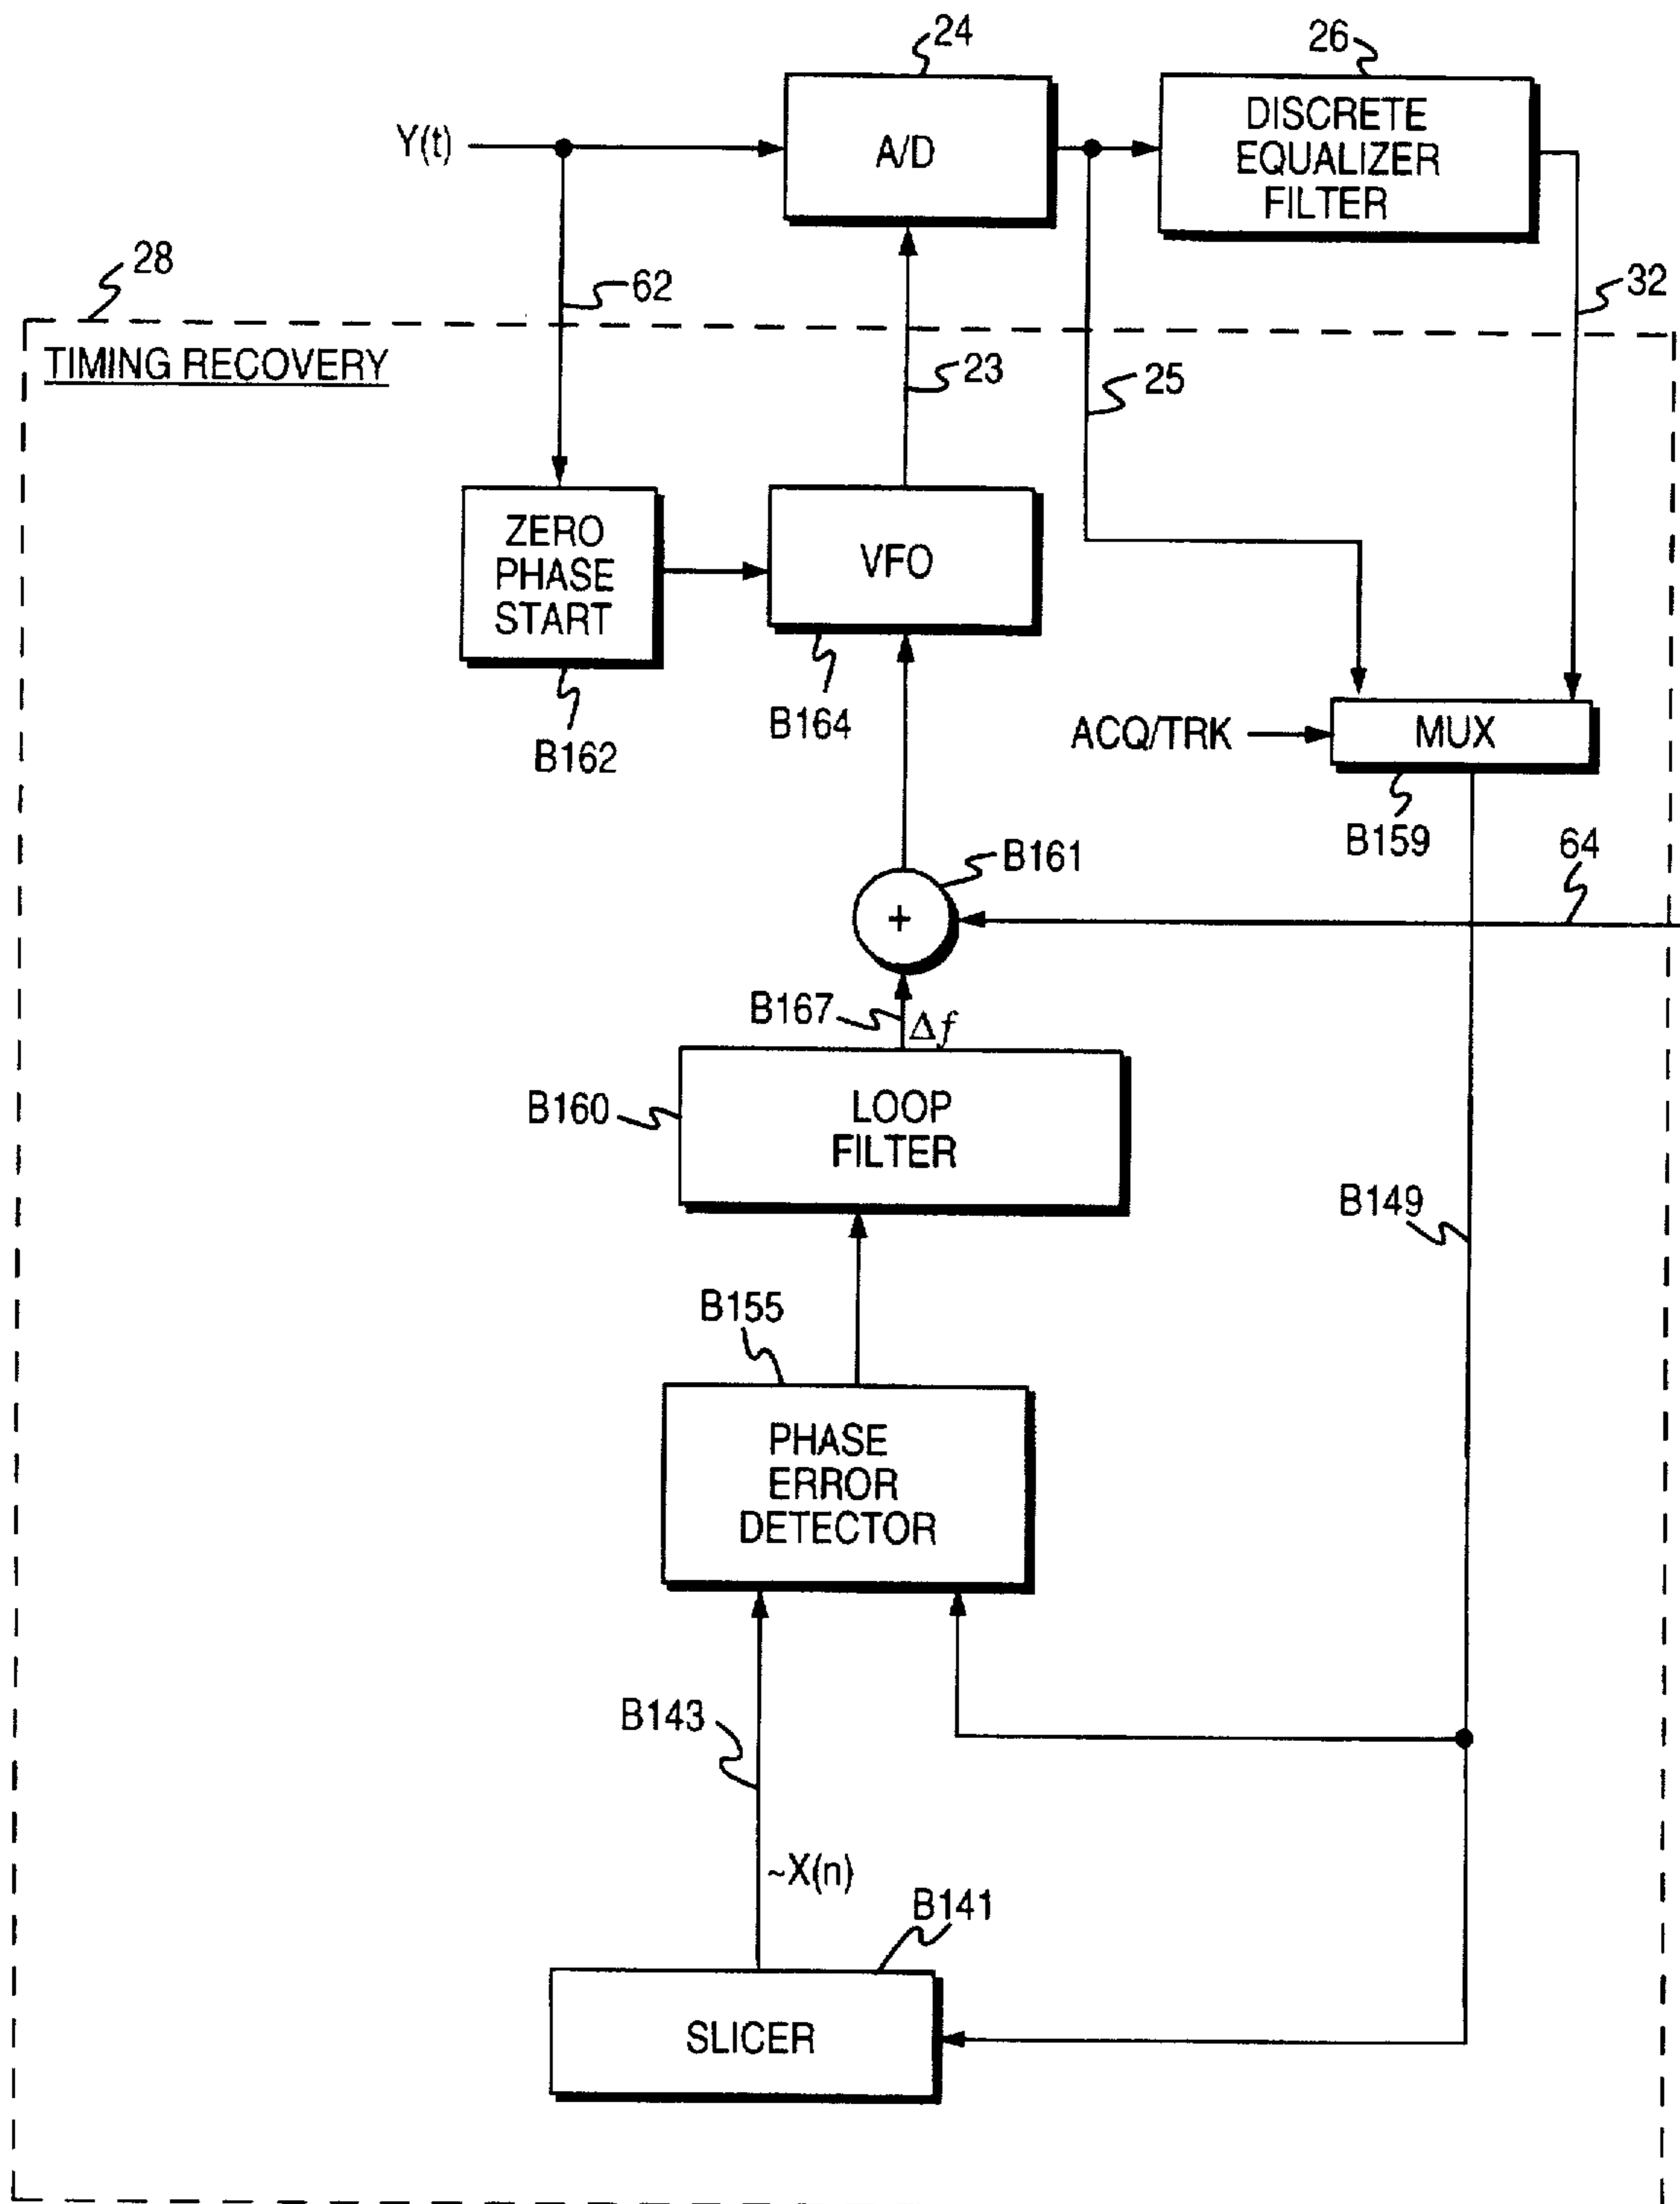 24
26
Y(t)
A/D
DISCRETE
EQUALIZER
FILTER
28
62
32
TIMING RECOVERY
23
25
ZERO
PHASE
START
VFO
B162
B164
ACQ/TRK
MUX
B159
64
B161
+
B167
Δf
B160
LOOP
FILTER
B149
B155
PHASE
ERROR
DETECTOR
B143
~X(n)
B141
SLICER